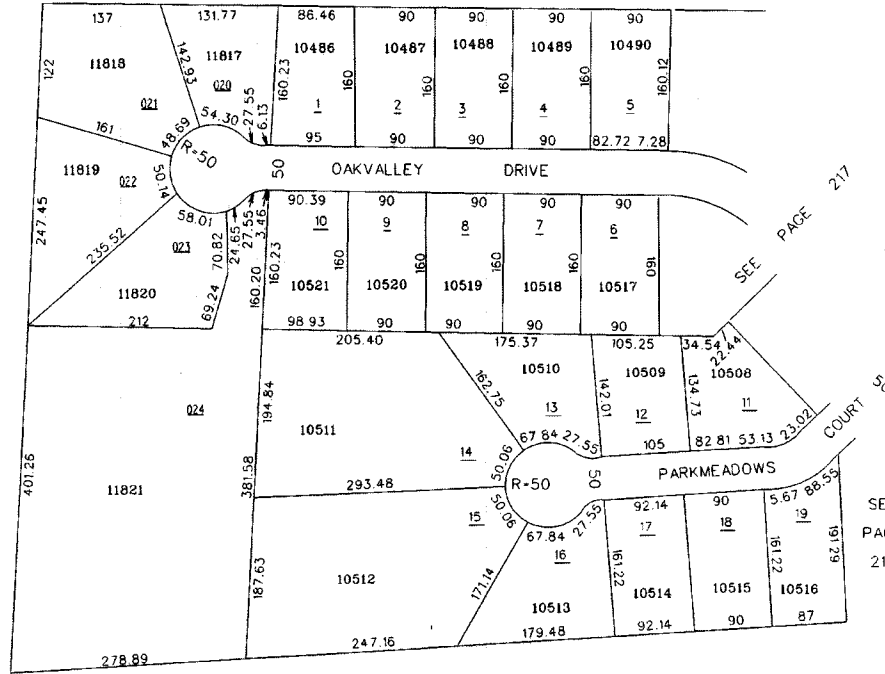 137 131.77 86.46 90 90 90 90
11818 11817 10486 10487 10488 10489 10490
122 142.93 020 160.23 160 160 160 160 160.12
021 54.30 27.55 6.13 1 2 3 4 5
161 48.69 95 90 90 90 82.72 7.28
R=50 50 OAKVALLEY DRIVE
11819 022 50.14
247.45 235.52 58.01 90.39 90 90 90 90
023 70.82 24.65 27.55 3.46 10 9 8 7 6
SEE PAGE 217
160.20 160.23 160 160 160 160 160
11820 69.24 10521 10520 10519 10518 10517
212 98 93 90 90 90 90
205.40 175.37 105.25 34.54 22.44
10510 10509 10508
024 194.84 162.75 13 142.01 12 134.73 11
10511 14 67 84 27.55 105 82 81 53.13 23.02
COURT
401.26 11821 381.58 293.48 50.06 R=50 50 PARKMEADOWS
15 50.06 92.14 90 5.67 88.55
67.84 27.55 17 18 19
187.63 16 161.22 161.22 191.29
10512 171.14 10513 10514 10515 10516
278.89 247.16 179.48 92.14 90 87
SE
PAG
21